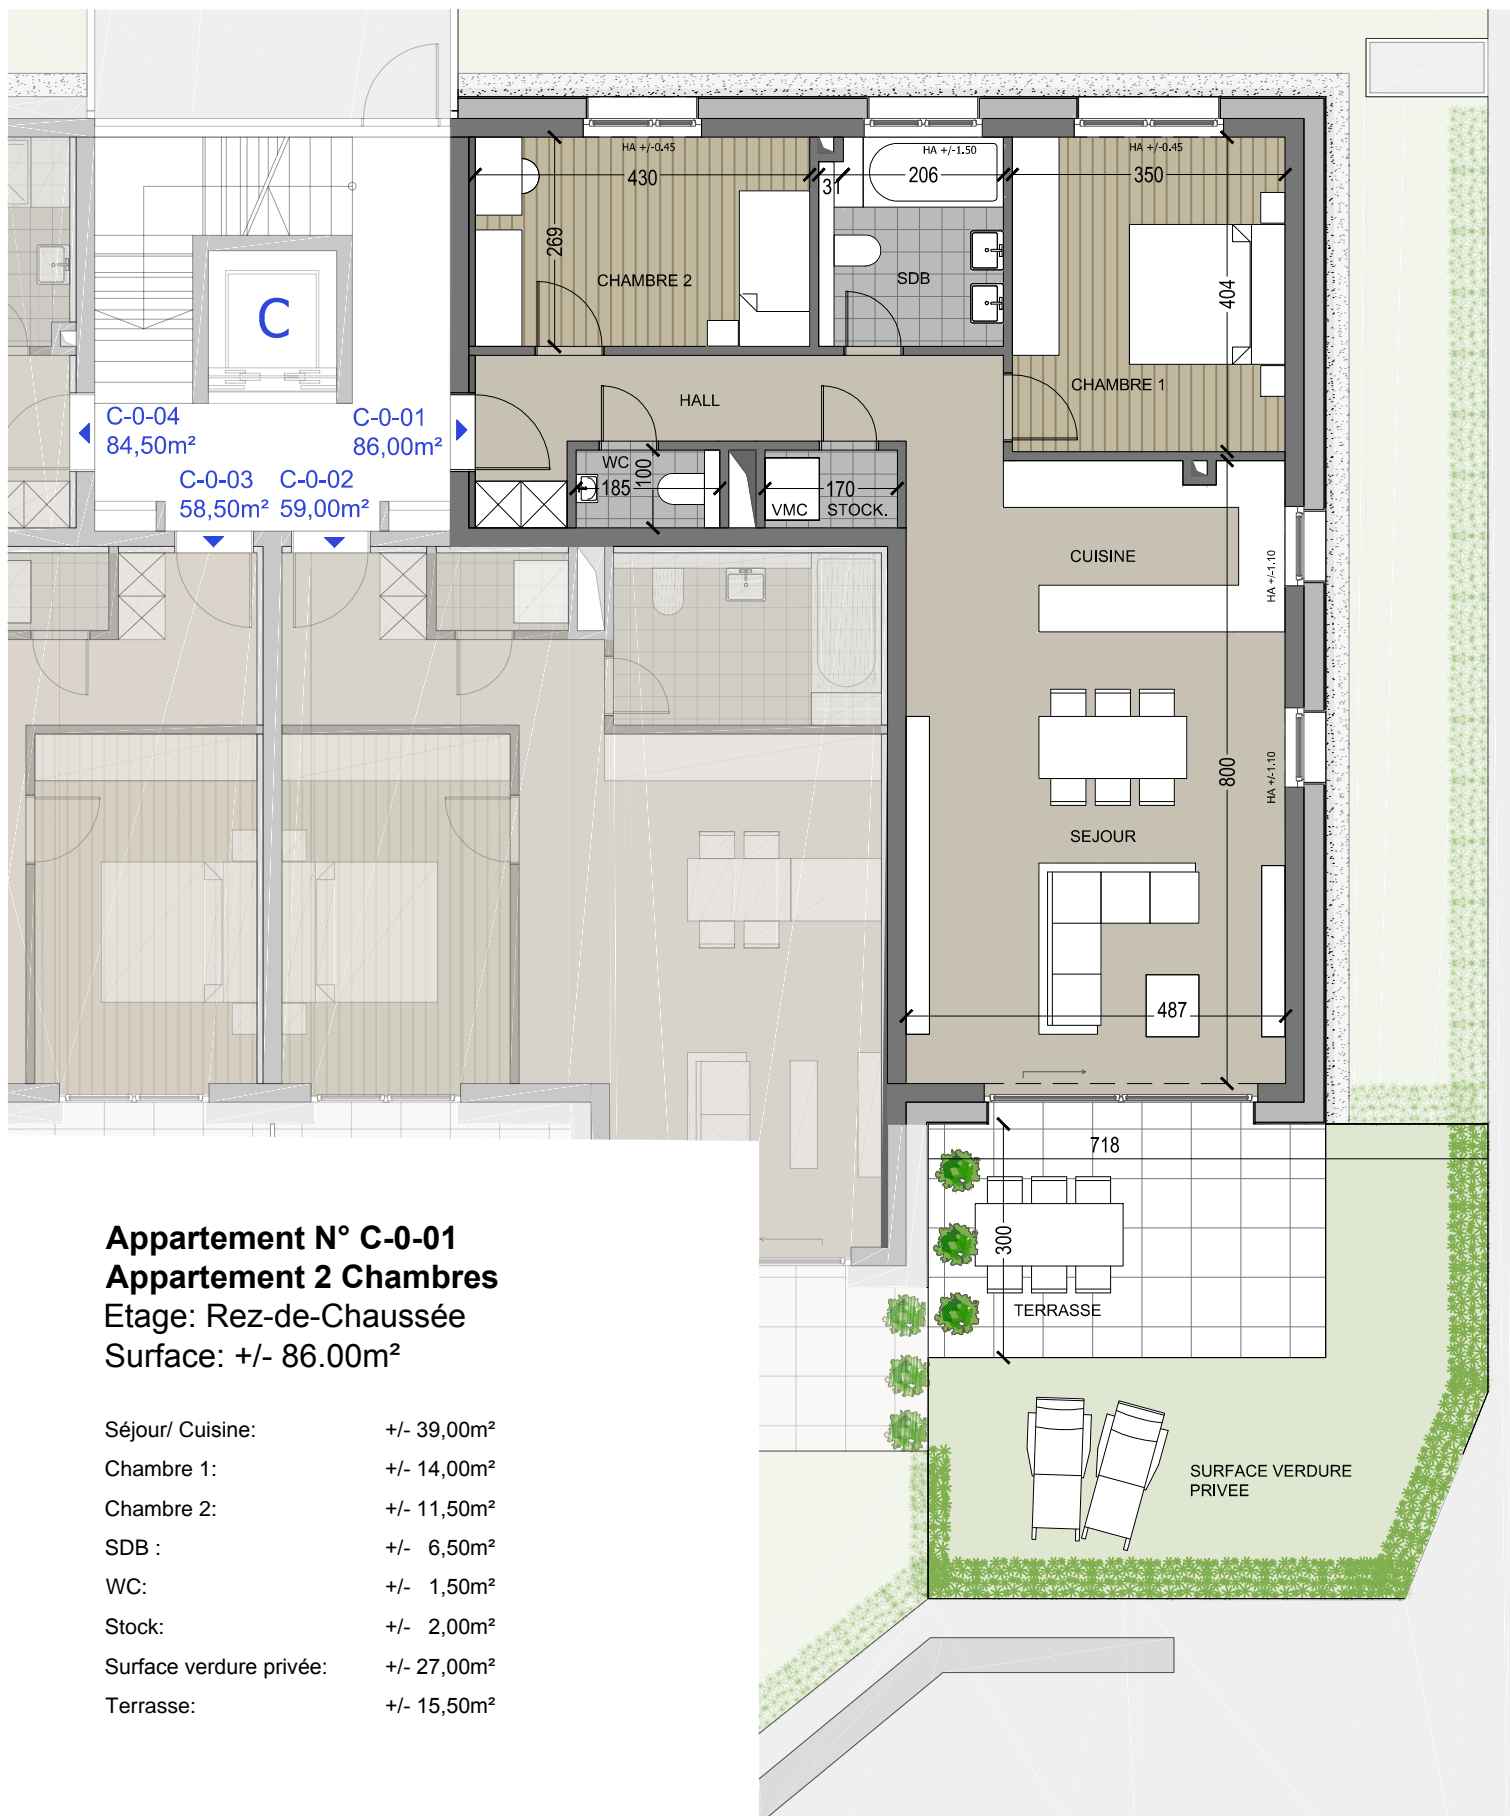 HA +/-0.45
430
269
CHAMBRE 2
31
HA +/-1.50
206
SDB
HA +/-0.45
350
404
CHAMBRE 1
C
C-0-04
84,50m²
C-0-01
86,00m²
C-0-03
58,50m²
C-0-02
59,00m²
HALL
WC
100
185
170
VMC
STOCK.
CUISINE
HA +/-1.10
HA +/-1.10
800
SEJOUR
487
718
300
TERRASSE
SURFACE VERDURE
PRIVEE
Appartement N° C-0-01
Appartement 2 Chambres
Etage: Rez-de-Chaussée
Surface: +/- 86.00m²
Séjour/ Cuisine: +/- 39,00m²
Chambre 1: +/- 14,00m²
Chambre 2: +/- 11,50m²
SDB : +/- 6,50m²
WC: +/- 1,50m²
Stock: +/- 2,00m²
Surface verdure privée: +/- 27,00m²
Terrasse: +/- 15,50m²